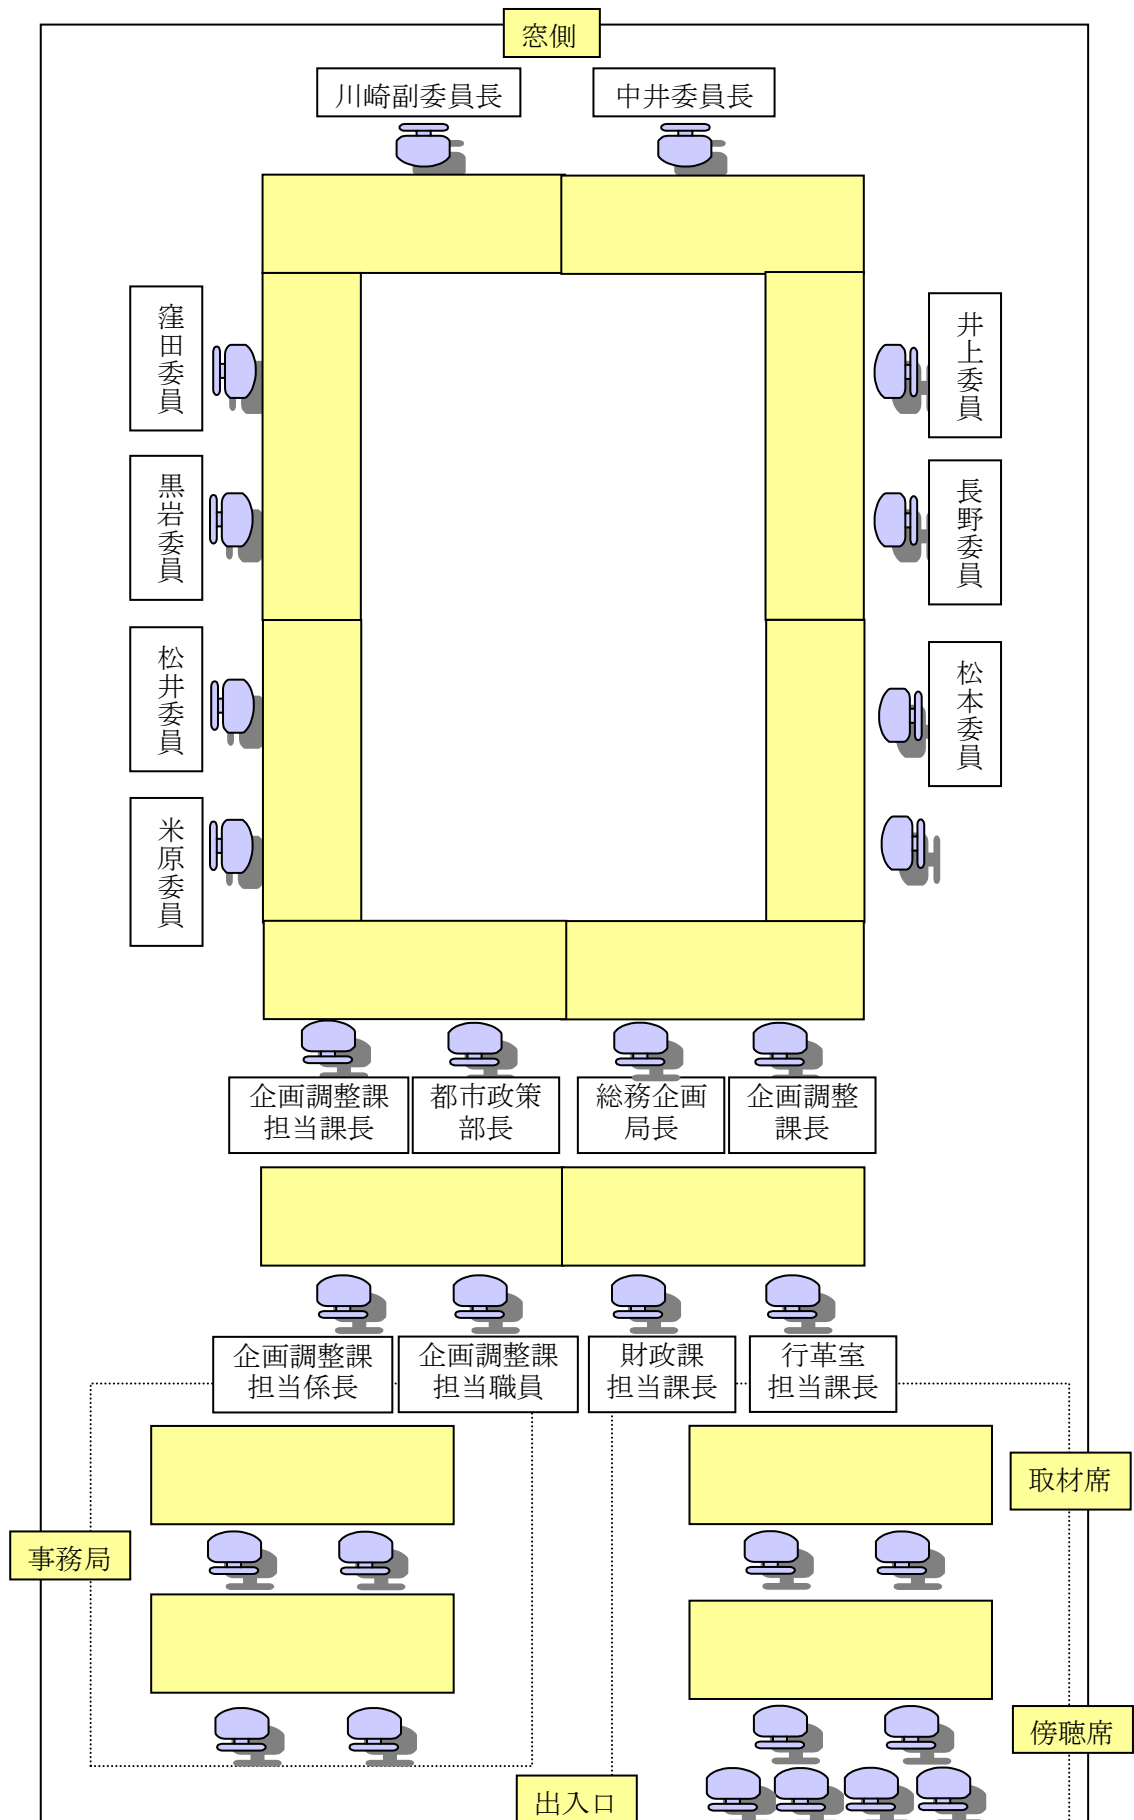 窓側
川崎副委員長
中井委員長
窪田委員
井上委員
黒岩委員
長野委員
松井委員
松本委員
米原委員
企画調整課
担当課長
都市政策
部長
総務企画
局長
企画調整
課長
企画調整課
担当係長
企画調整課
担当職員
財政課
担当課長
行革室
担当課長
取材席
事務局
傍聴席
出入口